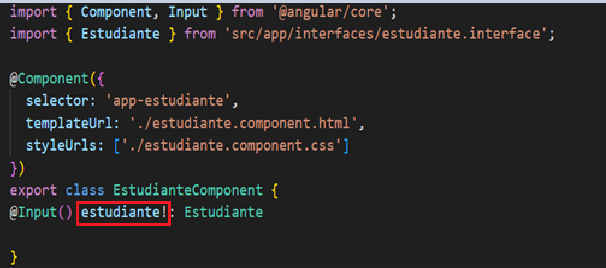 import { Component, Input } from '@angular/core';
import { Estudiante } from 'src/app/interfaces/estudiante.interface';
@Component({
selector: 'app-estudiante',
templateUrl: './estudiante.component.html',
styleUrls: ['./estudiante.component.css']
})
export class EstudianteComponent {
@Input() estudiante!: Estudiante
}